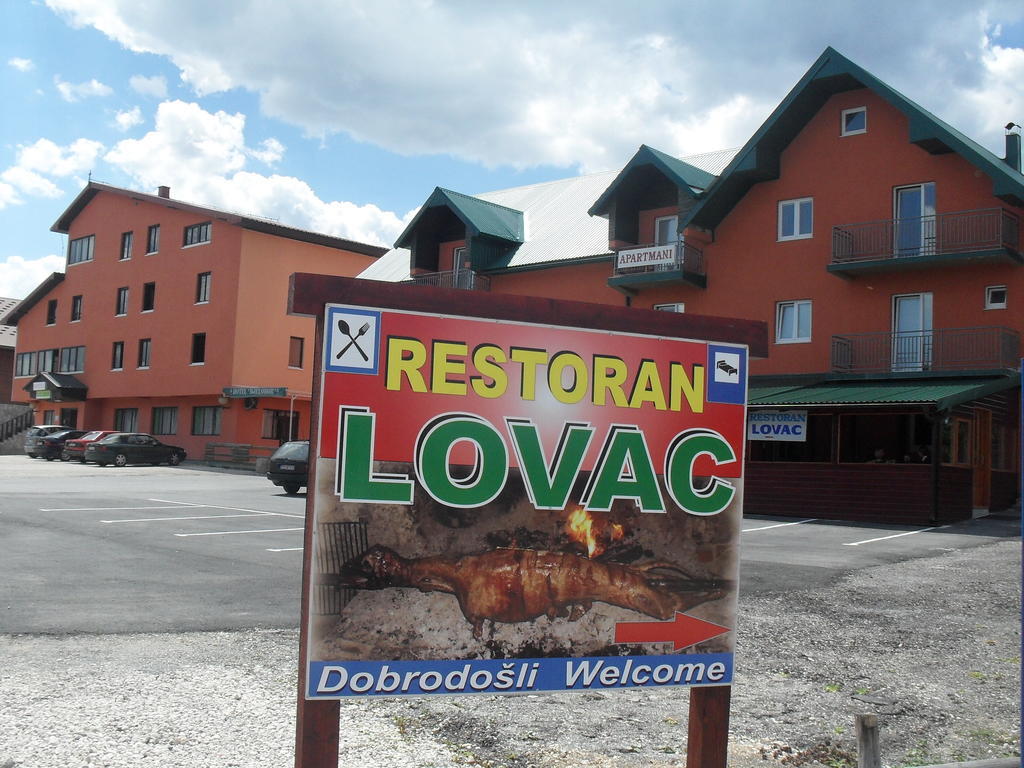 APARTMANI
RESTORAN
LOVAC
RESTORAN
LOVAC
Dobrodošli Welcome